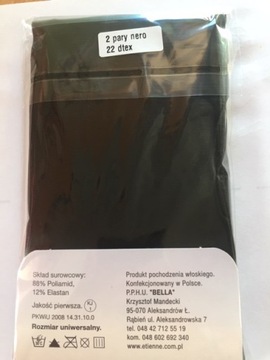 2 pary nero
22 dtex
Skład surowcowy:
88% Poliamid,
12% Elastan
Jakość pierwsza.
PKWIU 2008 14.31.10.0
Rozmiar uniwersalny.
Produkt pochodzenia włoskiego.
Konfekcjonowany w Polsce.
P.P.H.U. "BELLA"
Krzysztof Mandecki
95-070 Aleksandrów Ł.
Rąbień ul. Aleksandrowska 7
tel. 048 42 712 55 19
kom. 048 602 692 340
www.etienne.com.pl